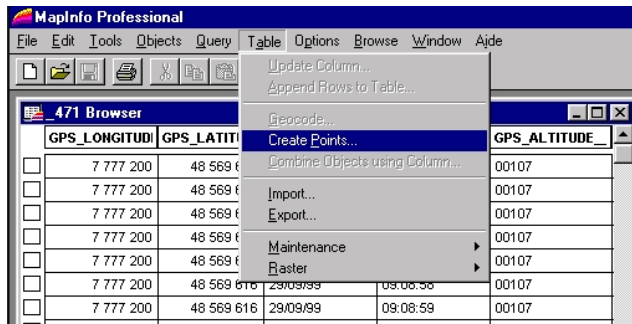 MapInfo Professional
File Edit Tools Objects Query Table Options Browse Window Aide
Update Column...
Append Rows to Table...
Geocode...
Create Points...
Combine Objects using Column...
Import...
Export...
Maintenance
Raster
_471 Browser
GPS_LONGITUDI GPS_LATITU GPS_ALTITUDE_
7 777 200 48 569 6 00107
7 777 200 48 569 6 00107
7 777 200 48 569 6 00107
7 777 200 48 569 6 00107
7 777 200 48 569 6 00107
7 777 200 48 569 616 29/09/99 09:08:58 00107
7 777 200 48 569 616 29/09/99 09:08:59 00107